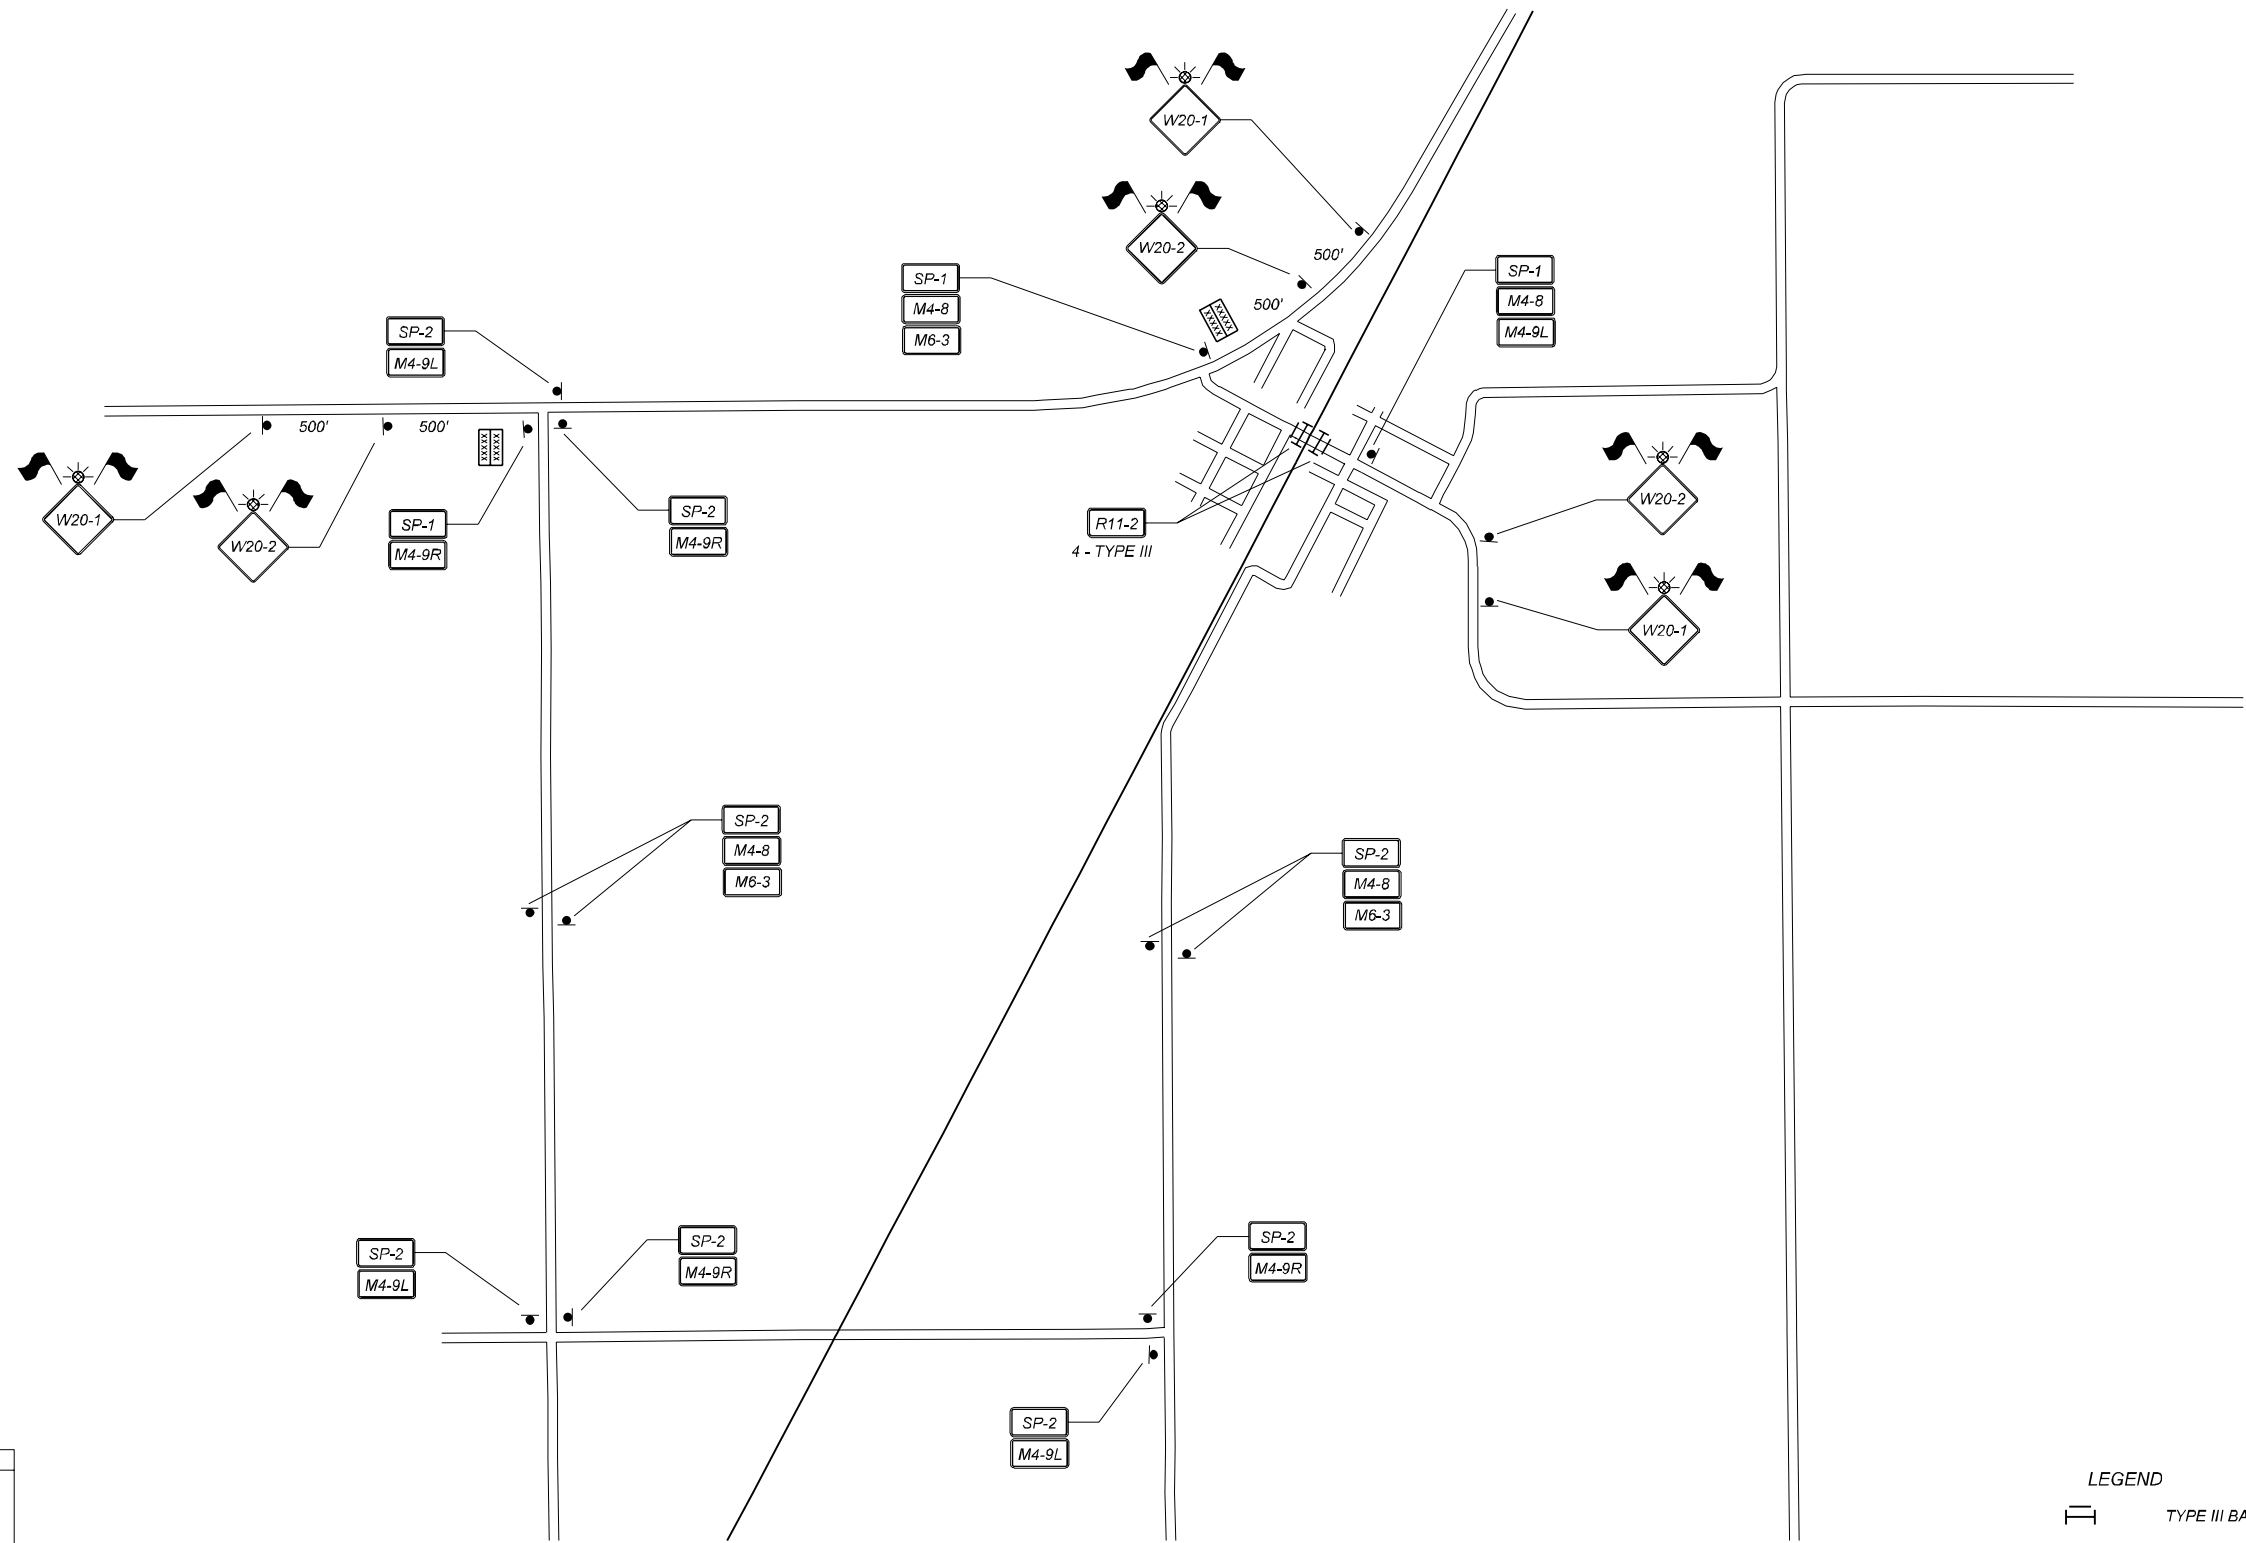 W20-1
W20-2
500'
500'
SP-1
M4-8
M6-3
SP-1
M4-8
M4-9L
XXXXX
XXXXX
SP-2
M4-9L
500'
500'
XXXXX
XXXXX
W20-1
W20-2
SP-1
M4-9R
SP-2
M4-9R
R11-2
4 - TYPE III
W20-2
W20-1
SP-2
M4-8
M6-3
SP-2
M4-8
M6-3
SP-2
M4-9L
SP-2
M4-9R
SP-2
M4-9R
SP-2
M4-9L
LEGEND
TYPE III BA